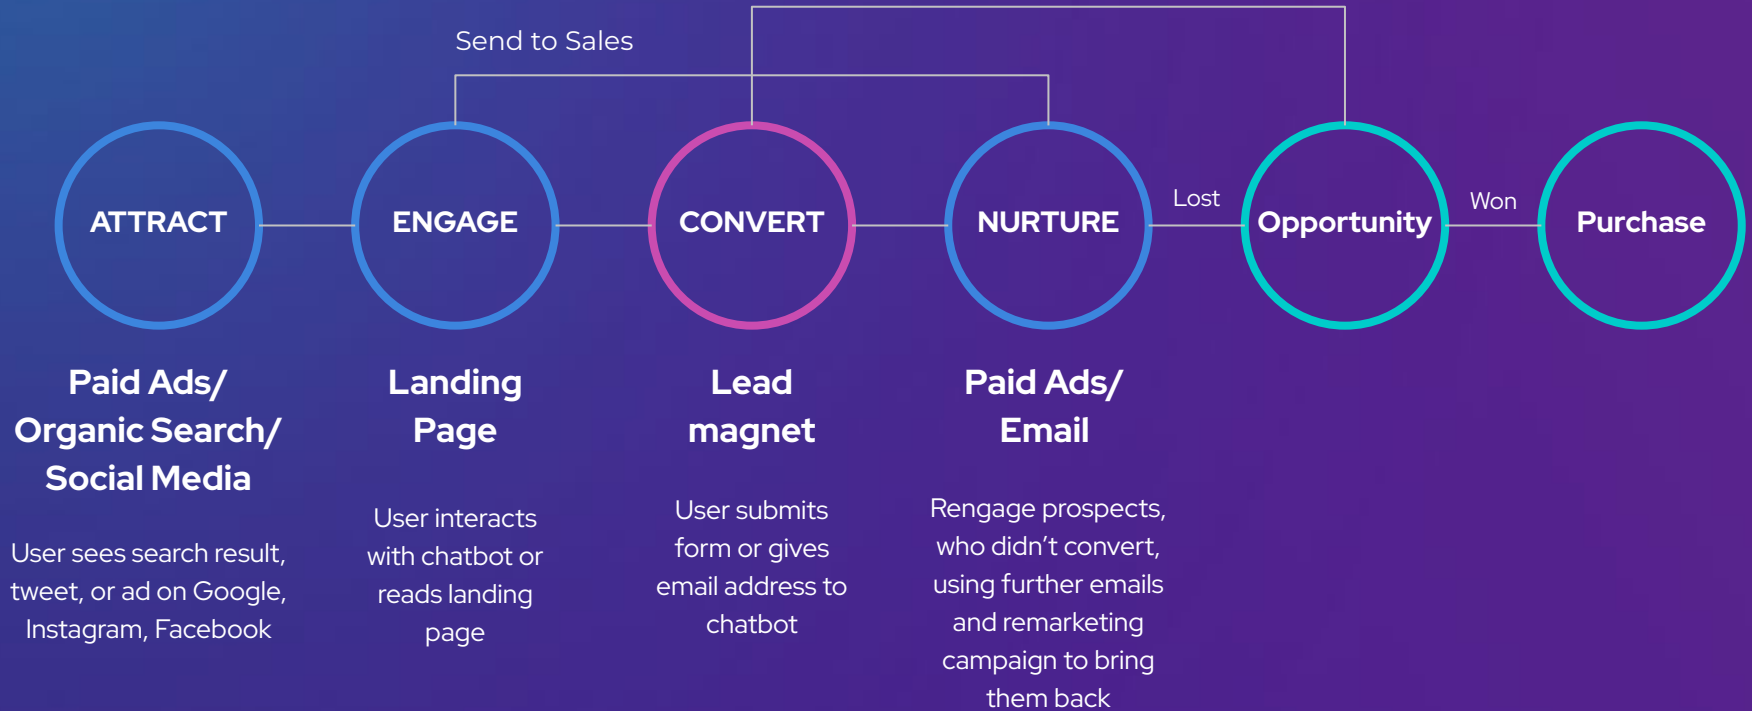 Send to Sales
ATTRACT
ENGAGE
CONVERT
NURTURE
Lost
Opportunity
Won
Purchase
Paid Ads/
Organic Search/
Social Media
User sees search result,
tweet, or ad on Google,
Instagram, Facebook
Landing
Page
User interacts
with chatbot or
reads landing
page
Lead
magnet
User submits
form or gives
email address to
chatbot
Paid Ads/
Email
Rengage prospects,
who didn’t convert,
using further emails
and remarketing
campaign to bring
them back